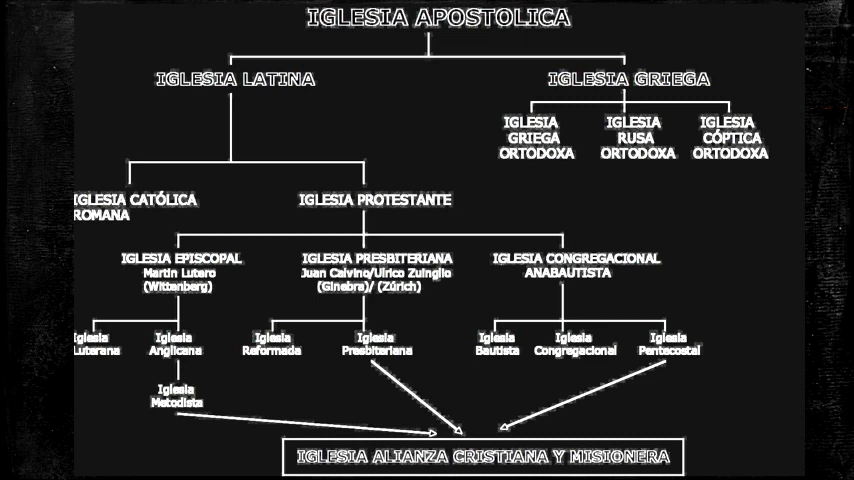 IGLESIA APOSTOLICA
IGLESIA LATINA
IGLESIA GRIEGA
IGLESIA
GRIEGA
ORTODOXA
IGLESIA
RUSA
ORTODOXA
IGLESIA
CÓPTICA
ORTODOXA
IGLESIA CATÓLICA
ROMANA
IGLESIA PROTESTANTE
IGLESIA EPISCOPAL
Martin Lutero
(Wittenberg)
IGLESIA PRESBITERIANA
Juan Calvino/Ulrico Zuinglio
(Ginebra)/ (Zúrich)
IGLESIA CONGREGACIONAL
ANABAUTISTA
Iglesia
Luterana
Iglesia
Anglicana
Iglesia
Reformada
Iglesia
Presbiteriana
Iglesia
Bautista
Iglesia
Congregacional
Iglesia
Pentecostal
Iglesia
Metodista
IGLESIA ALIANZA CRISTIANA Y MISIONERA